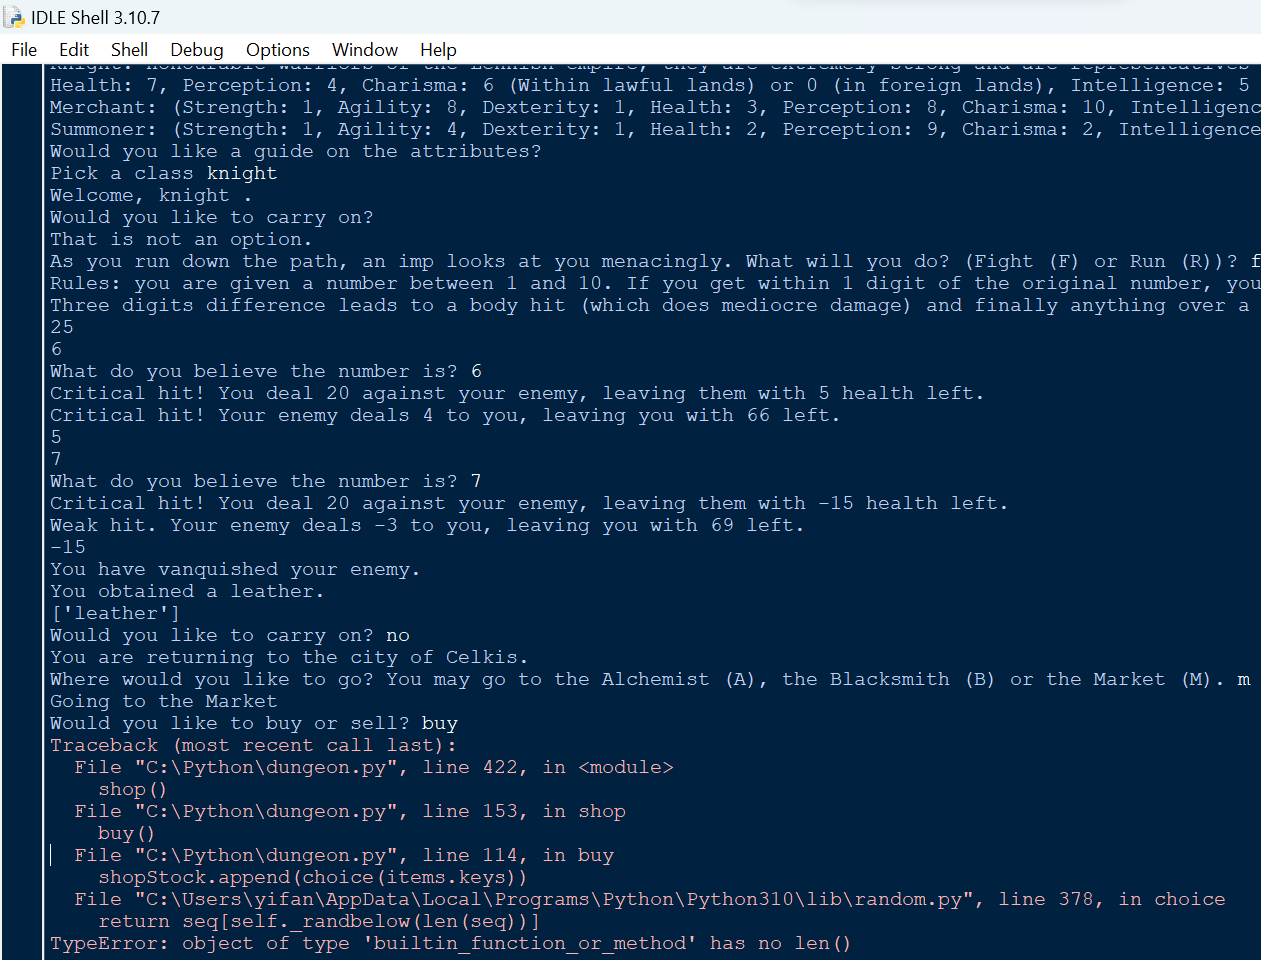 IDLE Shell 3.10.7
File Edit Shell Debug Options Window Help
Knight: honourable warriors of the Lennish empire, they are extremely strong and are representatives
Health: 7, Perception: 4, Charisma: 6 (Within lawful lands) or 0 (in foreign lands), Intelligence: 5
Merchant: (Strength: 1, Agility: 8, Dexterity: 1, Health: 3, Perception: 8, Charisma: 10, Intelligenc
Summoner: (Strength: 1, Agility: 4, Dexterity: 1, Health: 2, Perception: 9, Charisma: 2, Intelligence
Would you like a guide on the attributes?
Pick a class knight
Welcome, knight .
Would you like to carry on?
That is not an option.
As you run down the path, an imp looks at you menacingly. What will you do? (Fight (F) or Run (R))? f
Rules: you are given a number between 1 and 10. If you get within 1 digit of the original number, you
Three digits difference leads to a body hit (which does mediocre damage) and finally anything over a
25
6
What do you believe the number is? 6
Critical hit! You deal 20 against your enemy, leaving them with 5 health left.
Critical hit! Your enemy deals 4 to you, leaving you with 66 left.
5
7
What do you believe the number is? 7
Critical hit! You deal 20 against your enemy, leaving them with -15 health left.
Weak hit. Your enemy deals -3 to you, leaving you with 69 left.
-15
You have vanquished your enemy.
You obtained a leather.
['leather']
Would you like to carry on? no
You are returning to the city of Celkis.
Where would you like to go? You may go to the Alchemist (A), the Blacksmith (B) or the Market (M). m
Going to the Market
Would you like to buy or sell? buy
Traceback (most recent call last):
File "C:\Python\dungeon.py", line 422, in <module>
shop()
File "C:\Python\dungeon.py", line 153, in shop
buy()
File "C:\Python\dungeon.py", line 114, in buy
shopStock.append(choice(items.keys))
File "C:\Users\yifan\AppData\Local\Programs\Python\Python310\lib\random.py", line 378, in choice
return seq[self._randbelow(len(seq))]
TypeError: object of type 'builtin_function_or_method' has no len()